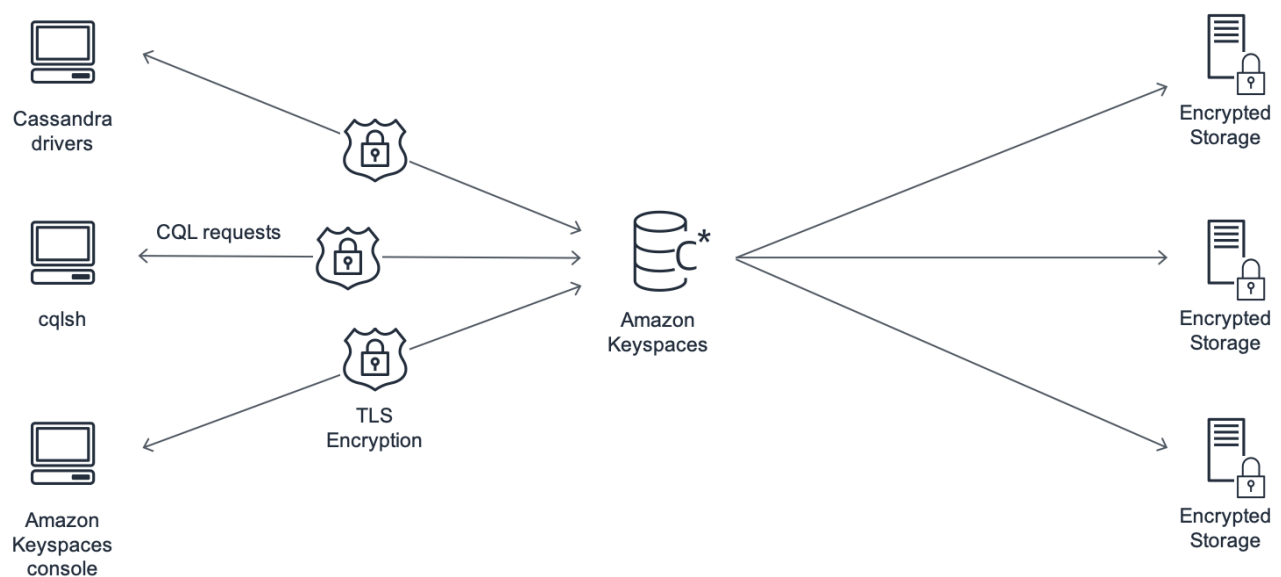 Cassandra
drivers
CQL requests
cqlsh
TLS
Encryption
Amazon
Keyspaces
console
C*
Amazon
Keyspaces
Encrypted
Storage
Encrypted
Storage
Encrypted
Storage